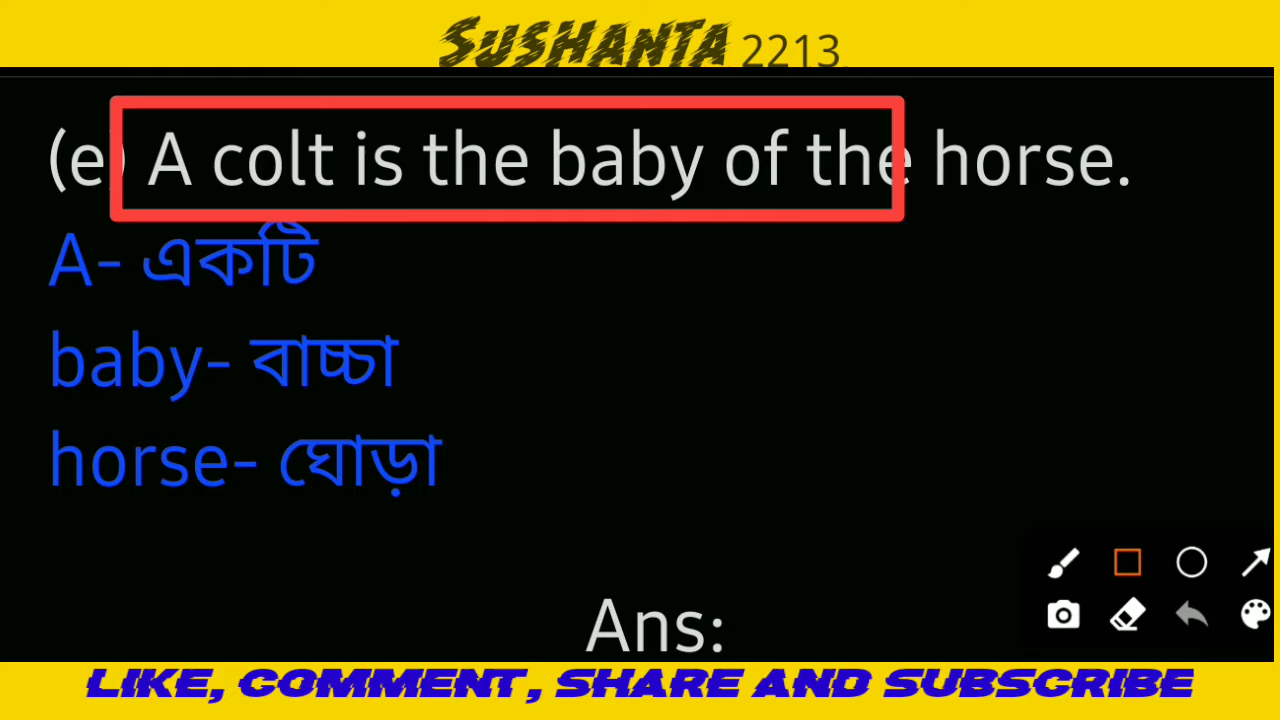 SUSHANTA 2213
(e) A colt is the baby of the horse.
A- একটি
baby- বাচ্চা
horse- ঘোড়া
Ans:
LIKE, COMMENT, SHARE AND SUBSCRIBE